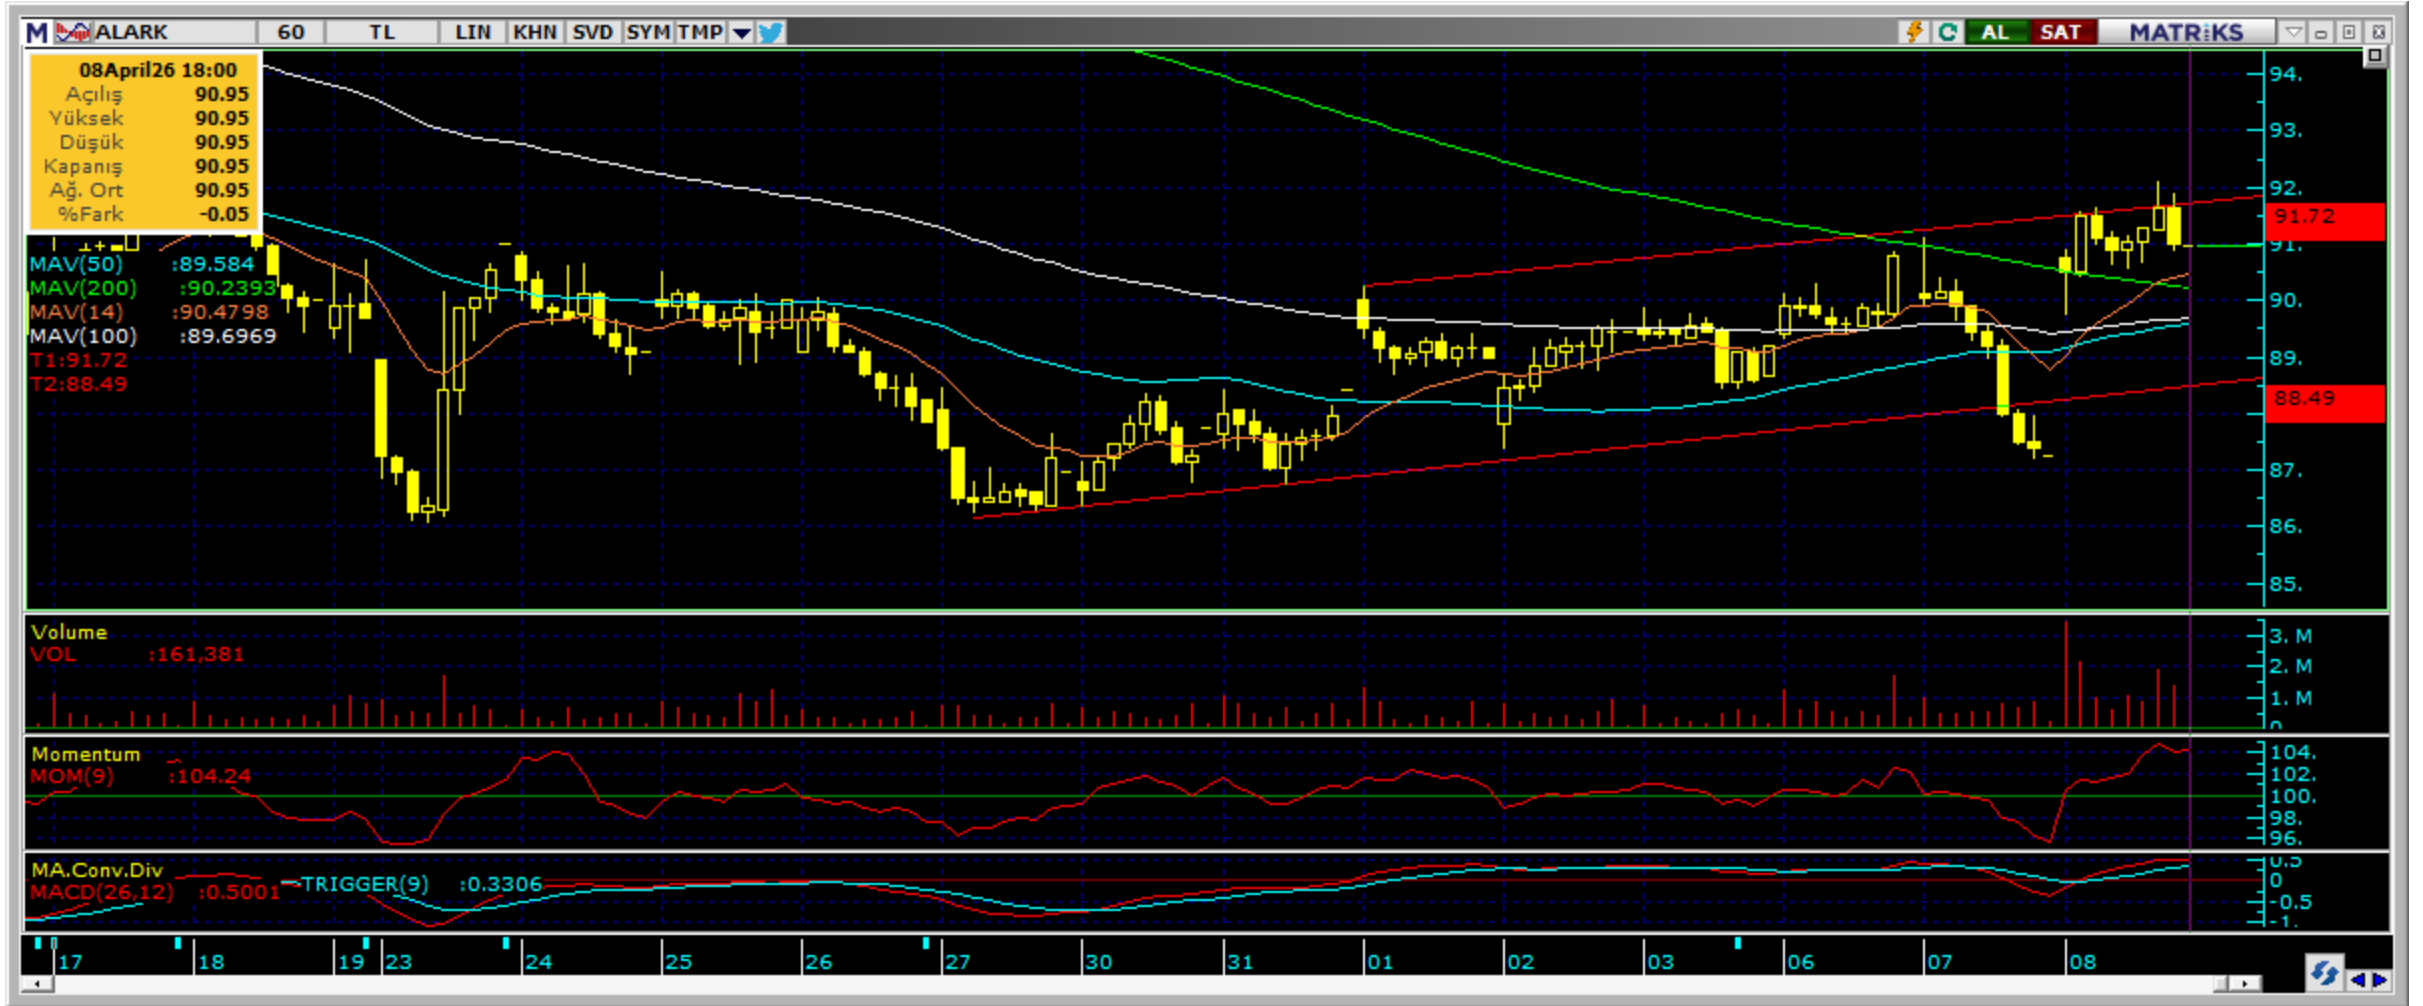 M ALARK 60 TL LIN KHN SVD SYM TMP AL SAT MATRiKS
08April26 18:00
Açılış 90.95
Yüksek 90.95
Düşük 90.95
Kapanış 90.95
Ağ. Ort 90.95
%Fark -0.05
MAV(50) :89.584
MAV(200) :90.2393
MAV(14) :90.4798
MAV(100) :89.6969
T1:91.72
T2:88.49
94.
93.
92.
91.72
91.
90.
89.
88.49
87.
86.
85.
Volume
VOL :161,381
3. M
2. M
1. M
0
Momentum
MOM(9) :104.24
104.
102.
100.
98.
96.
MA.Conv.Div
MACD(26,12) :0.5001 TRIGGER(9) :0.3306
0.5
0
-0.5
-1.
17 18 19 23 24 25 26 27 30 31 01 02 03 06 07 08